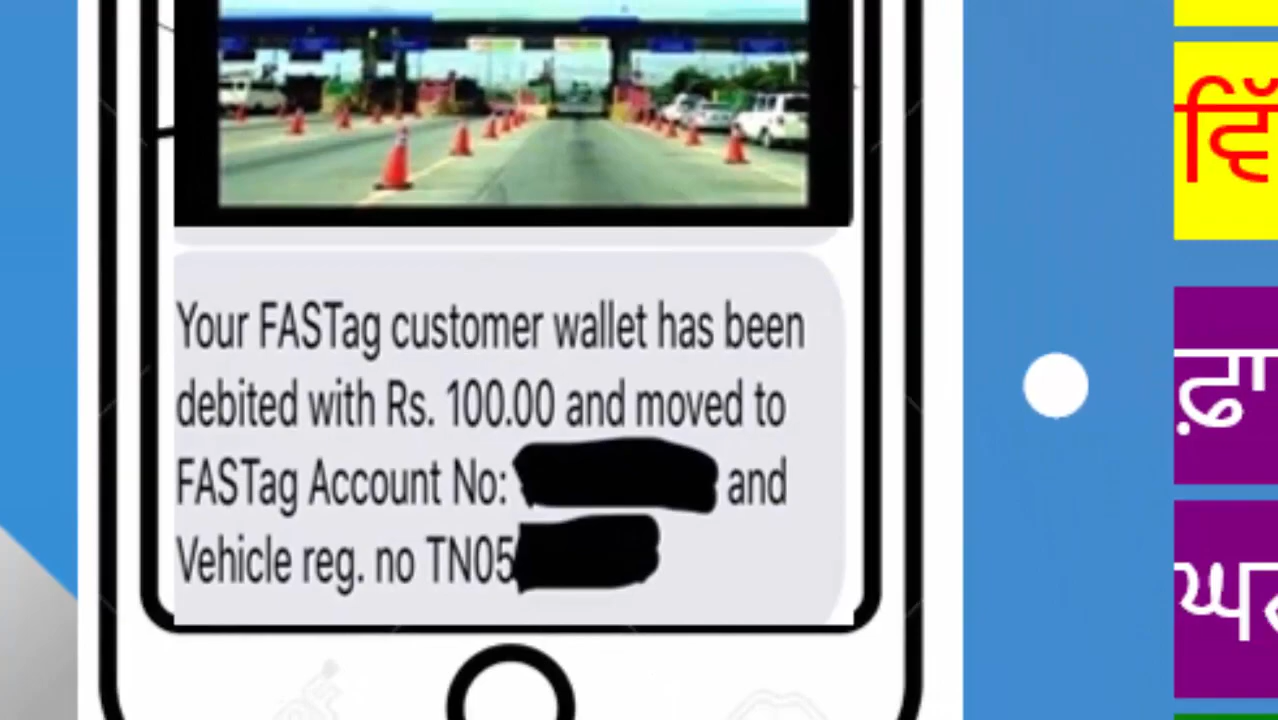 Your FASTag customer wallet has been
debited with Rs. 100.00 and moved to
FASTag Account No: and
Vehicle reg. no TN05